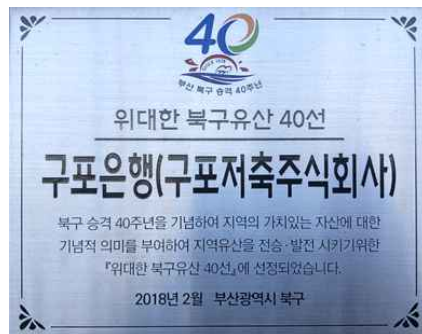 40
부산 북구 승격 40주년
위대한 북구유산 40선
구포은행(구포저축주식회사)
북구 승격 40주년을 기념하여 지역의 가치있는 자산에 대한
기념적 의미를 부여하여 지역유산을 전승·발전 시키기위한
『위대한 북구유산 40선』에 선정되었습니다.
2018년 2월 부산광역시 북구